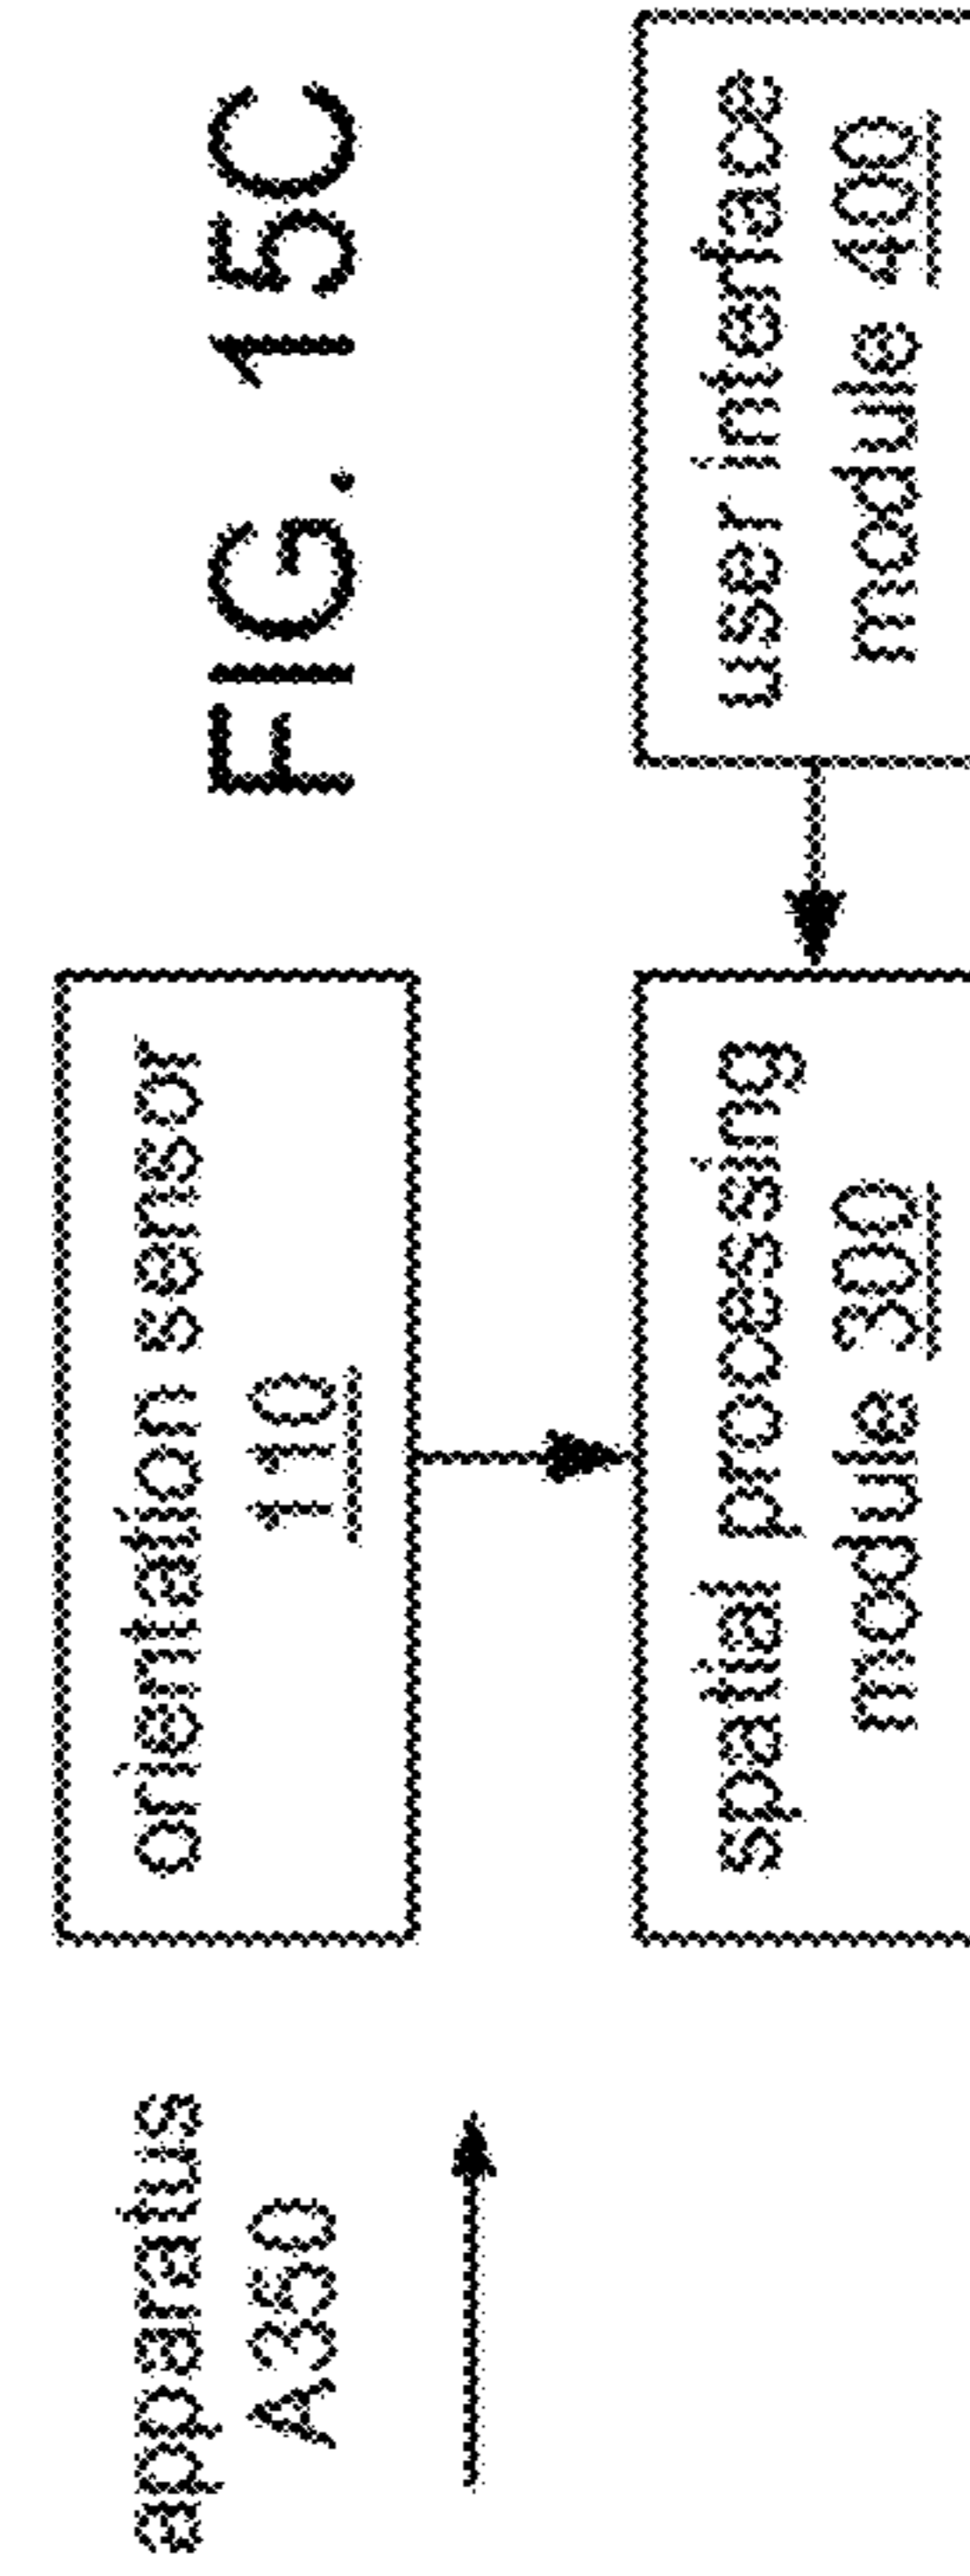 FIG. 15C
apparatus
A350
orientation sensor
110
spatial processing
module 300
user interface
module 400